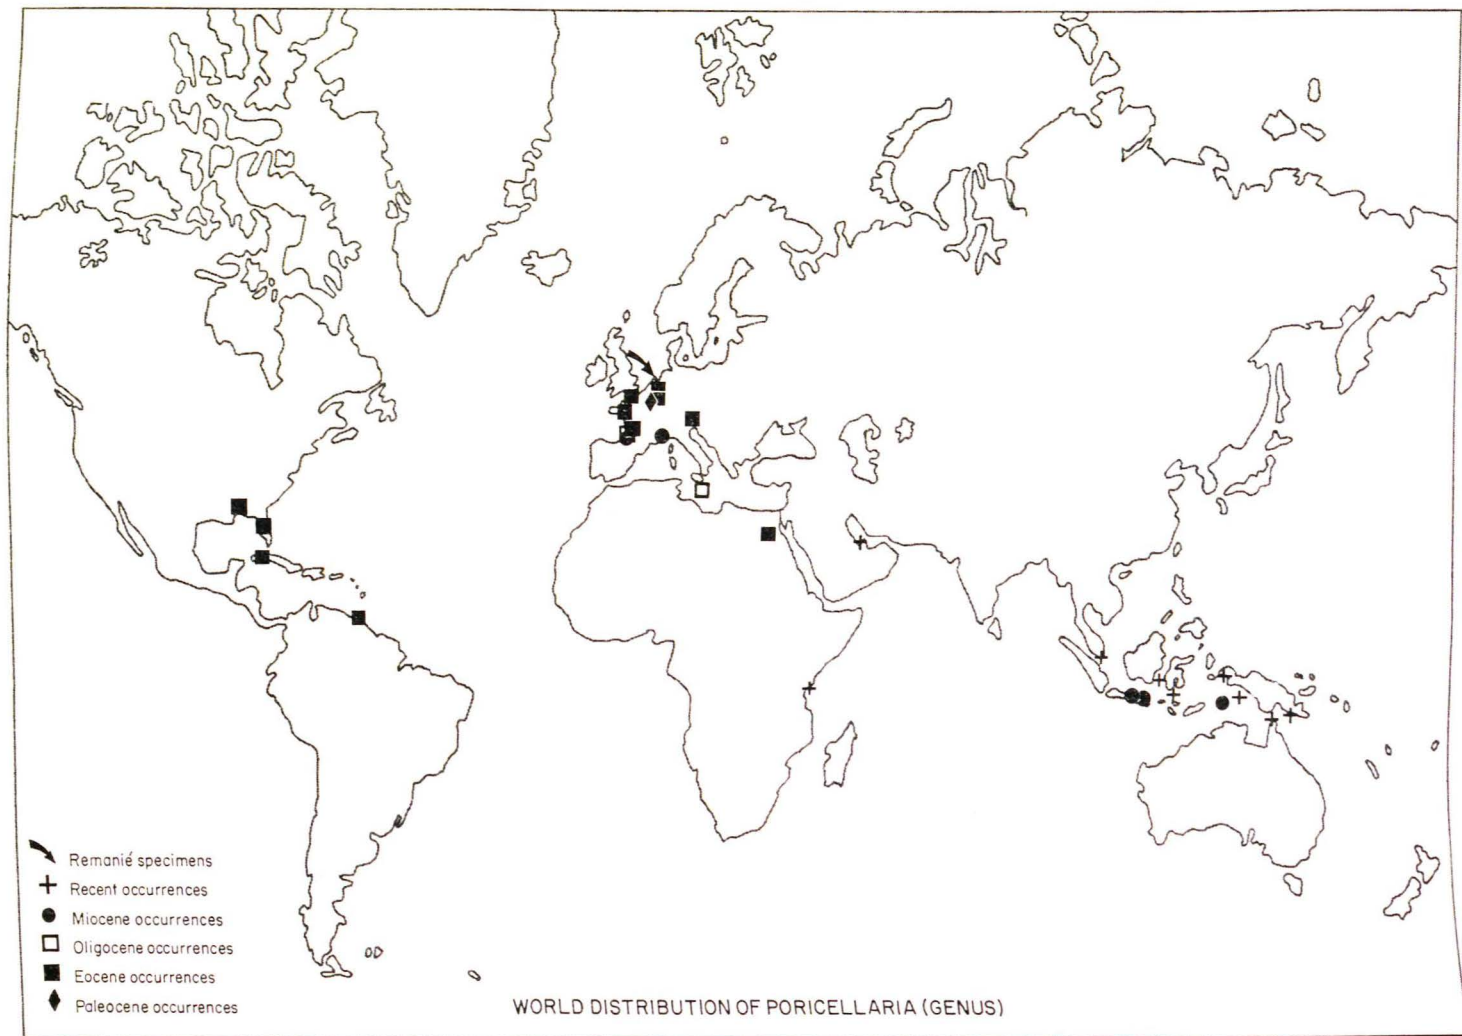 Remanié specimens
Recent occurrences
Miocene occurrences
Oligocene occurrences
Eocene occurrences
Paleocene occurrences
WORLD DISTRIBUTION OF PORICELLARIA (GENUS)